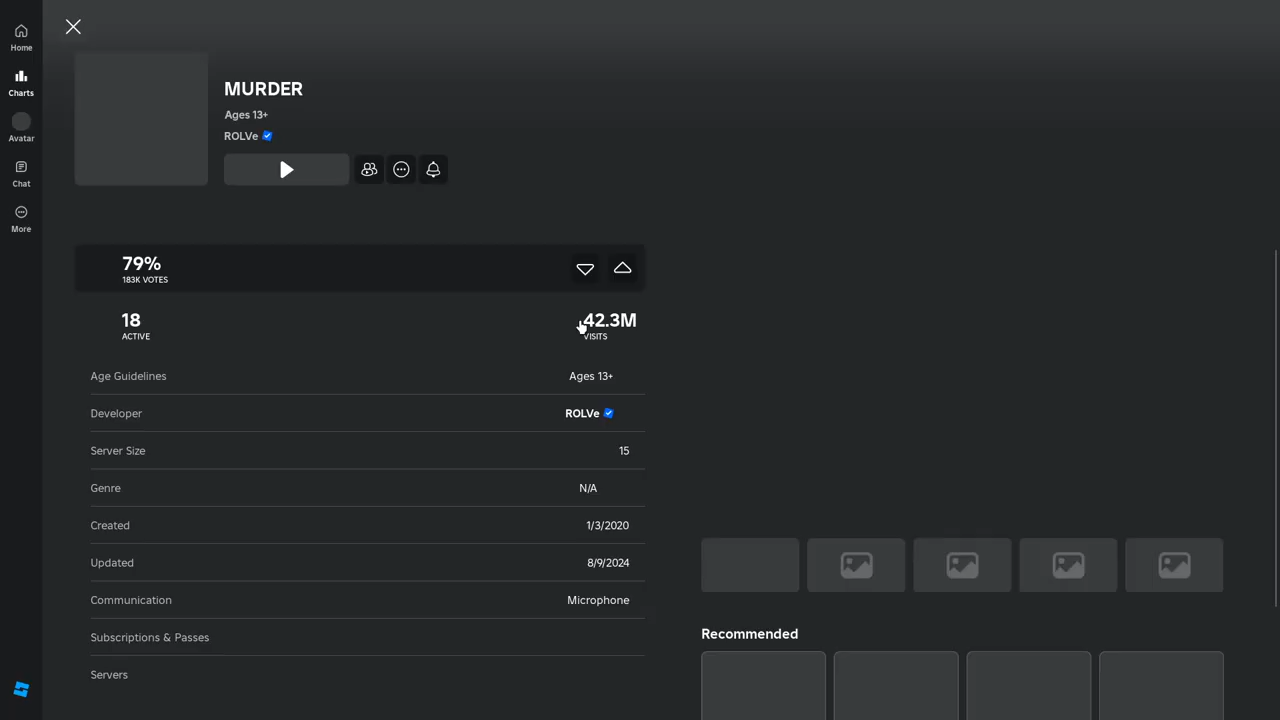 Home
Charts
Avatar
Chat
More
MURDER
Ages 13+
ROLVe
79%
183K VOTES
18
ACTIVE
42.3M
VISITS
Age Guidelines
Ages 13+
Developer
ROLVe
Server Size
15
Genre
N/A
Created
1/3/2020
Updated
8/9/2024
Communication
Microphone
Subscriptions & Passes
Servers
Recommended